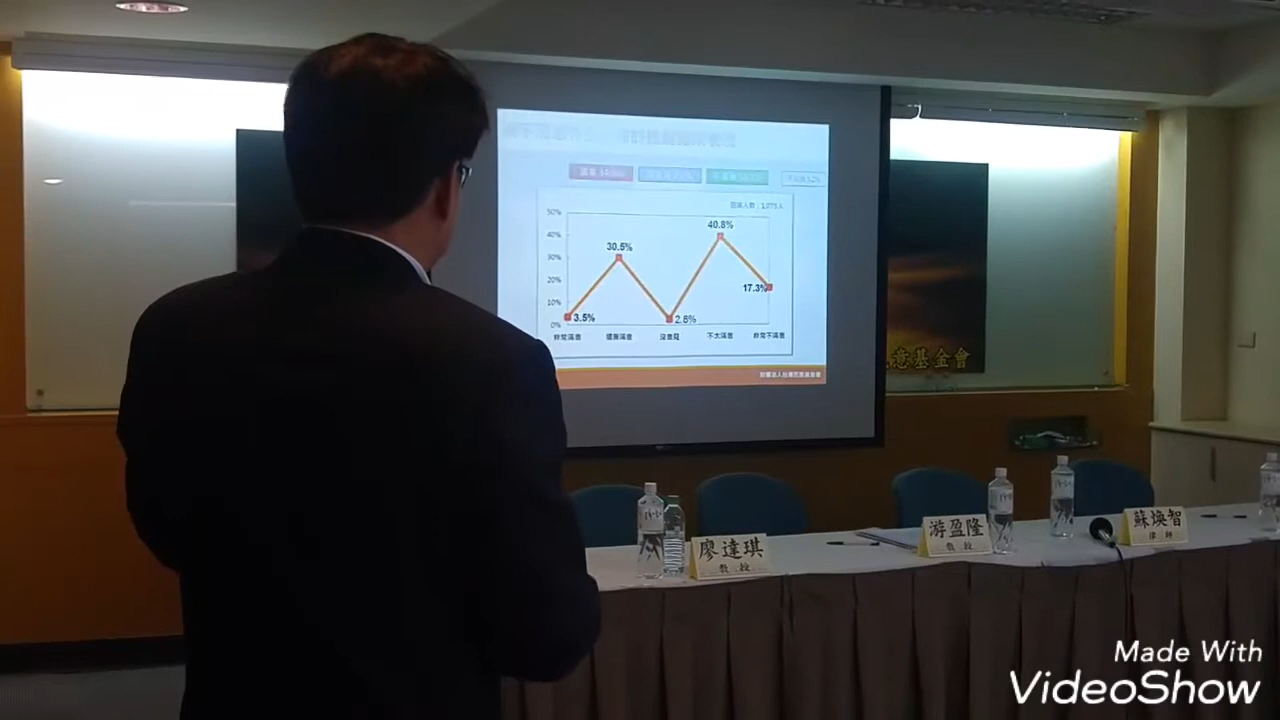 50%
40%
30%
20%
10%
0%
3.5%
30.5%
2.6%
40.8%
17.3%
非常滿意
還算滿意
沒意見
不太滿意
非常不滿意
意基金會
廖達琪
教 授
游盈隆
教 授
蘇煥智
律 師
Made With
VideoShow